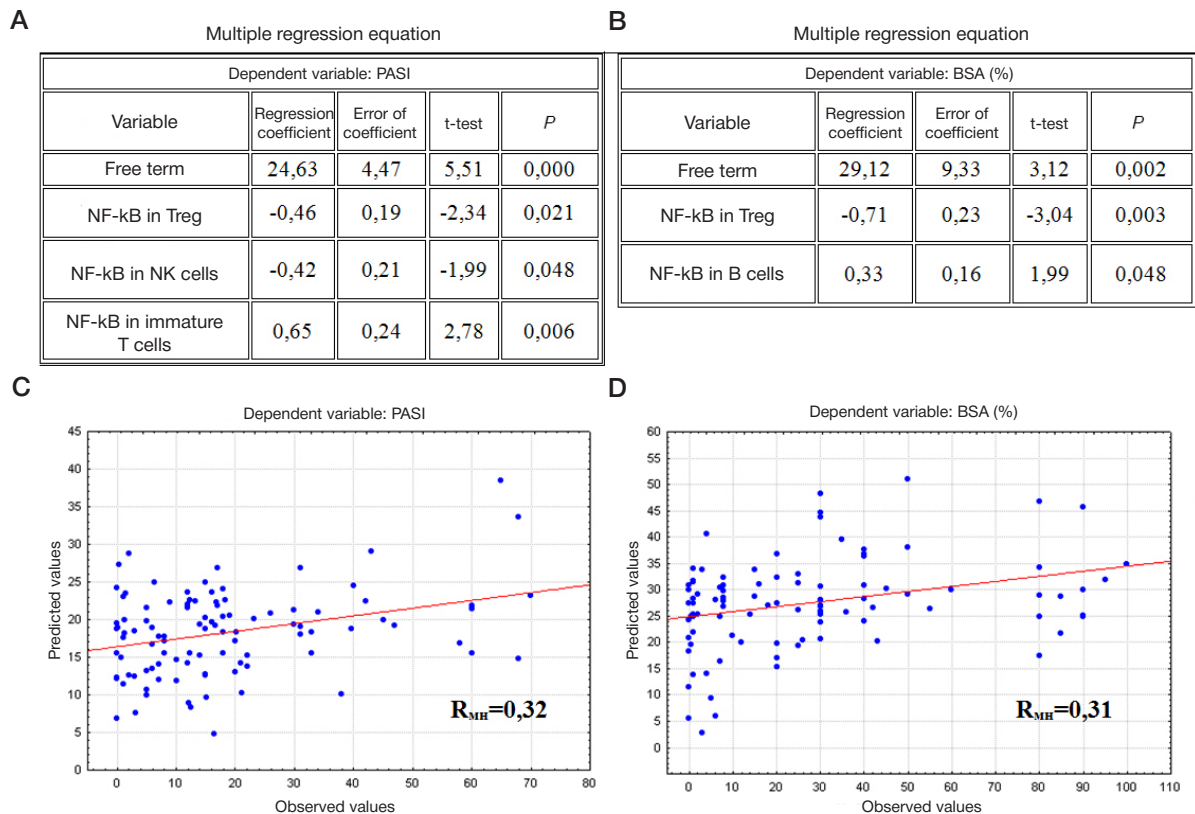 A
Multiple regression equation
Dependent variable: PASI
Variable
Regression coefficient
Error of coefficient
t-test
P
Free term 24,63 4,47 5,51 0,000
NF-kB in Treg -0,46 0,19 -2,34 0,021
NF-kB in NK cells -0,42 0,21 -1,99 0,048
NF-kB in immature T cells 0,65 0,24 2,78 0,006
B
Multiple regression equation
Dependent variable: BSA (%)
Variable
Regression coefficient
Error of coefficient
t-test
P
Free term 29,12 9,33 3,12 0,002
NF-kB in Treg -0,71 0,23 -3,04 0,003
NF-kB in B cells 0,33 0,16 1,99 0,048
C
Dependent variable: PASI
Predicted values
45
40
35
30
25
20
15
10
5
0
R_MH=0,32
0 10 20 30 40 50 60 70 80
Observed values
D
Dependent variable: BSA (%)
Predicted values
60
55
50
45
40
35
30
25
20
15
10
5
0
R_MH=0,31
0 10 20 30 40 50 60 70 80 90 100 110
Observed values